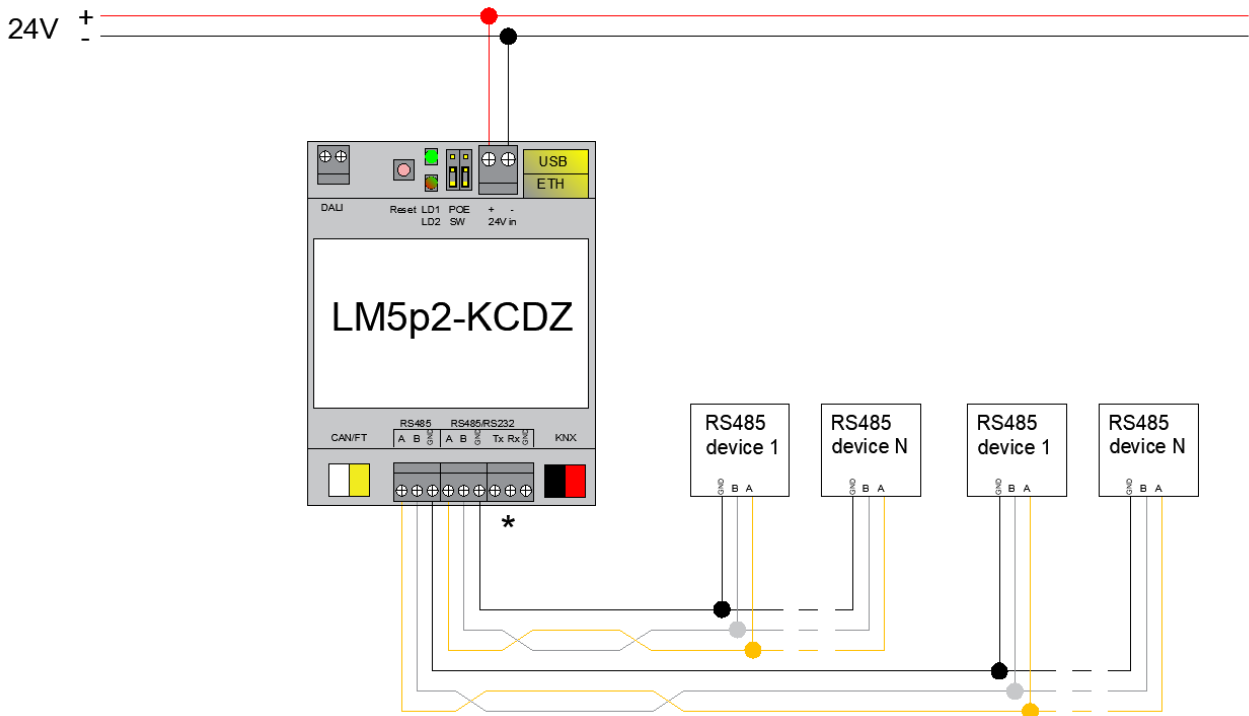 24V + -
USB
ETH
DALI Reset LD1 POE + -
LD2 SW 24V in
LM5p2-KCDZ
RS485 RS485/RS232
CAN/FT A B GND A B GND Tx Rx GND KNX
*
RS485
device 1
GND B A
RS485
device N
GND B A
RS485
device 1
GND B A
RS485
device N
GND B A